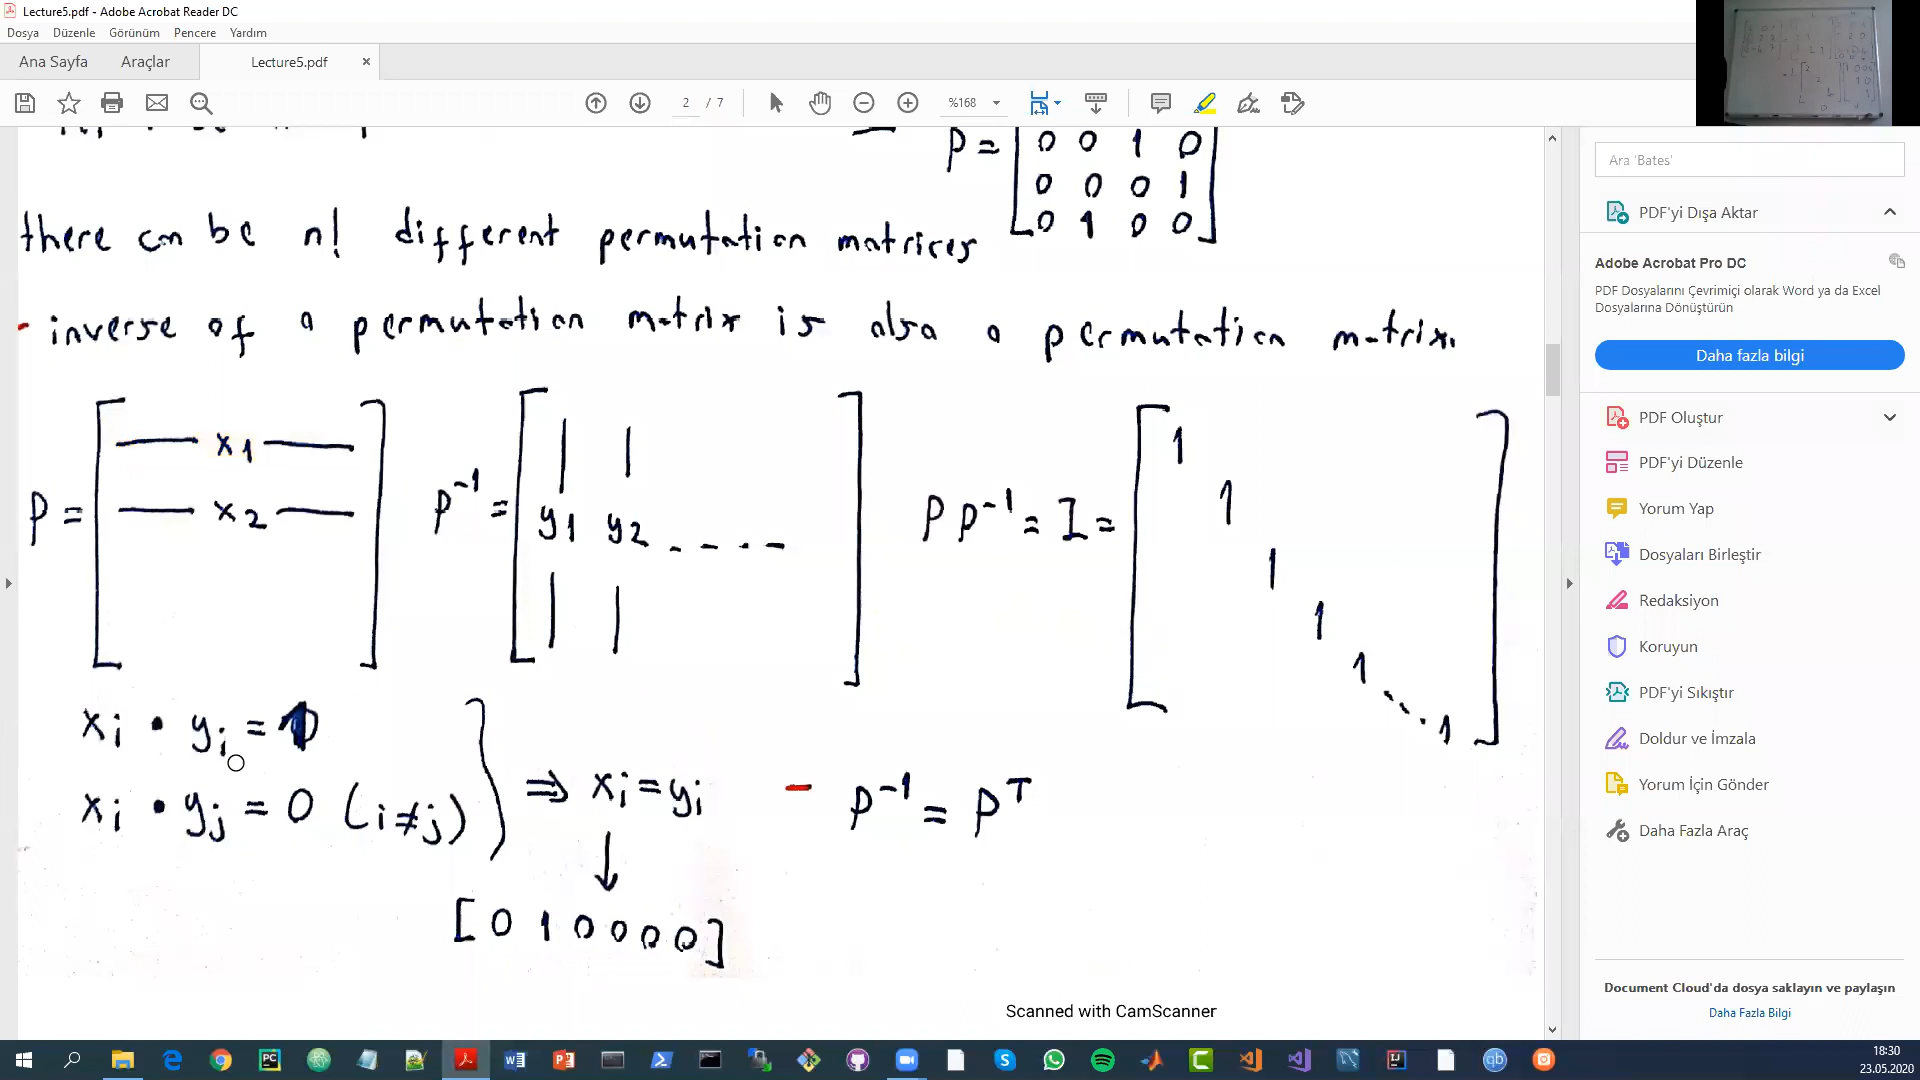 Lecture5.pdf - Adobe Acrobat Reader DC
Dosya Düzenle Görünüm Pencere Yardım
Ana Sayfa Araçlar Lecture5.pdf ×
2 / 7 %168
P = [0 0 1 0
0 0 0 1
0 1 0 0]
there can be n! different permutation matrices
- inverse of a permutation matrix is also a permutation matrix.
P = [— x1 —
— x2 —]
P⁻¹ = [y1 y2 ....]
P P⁻¹ = I = [1 1 1 1 1 ... 1]
xi • yi = 1
xi • yj = 0 (i≠j)
⇒ xi = yi
↓
[0 1 0 0 0 0]
- P⁻¹ = Pᵀ
Scanned with CamScanner
Ara 'Bates'
PDF'yi Dışa Aktar
Adobe Acrobat Pro DC
PDF Dosyalarını Çevrimiçi olarak Word ya da Excel
Dosyalarına Dönüştürün
Daha fazla bilgi
PDF Oluştur
PDF'yi Düzenle
Yorum Yap
Dosyaları Birleştir
Redaksiyon
Koruyun
PDF'yi Sıkıştır
Doldur ve İmzala
Yorum İçin Gönder
Daha Fazla Araç
Document Cloud'da dosya saklayın ve paylaşın
Daha Fazla Bilgi
18:30
23.05.2020